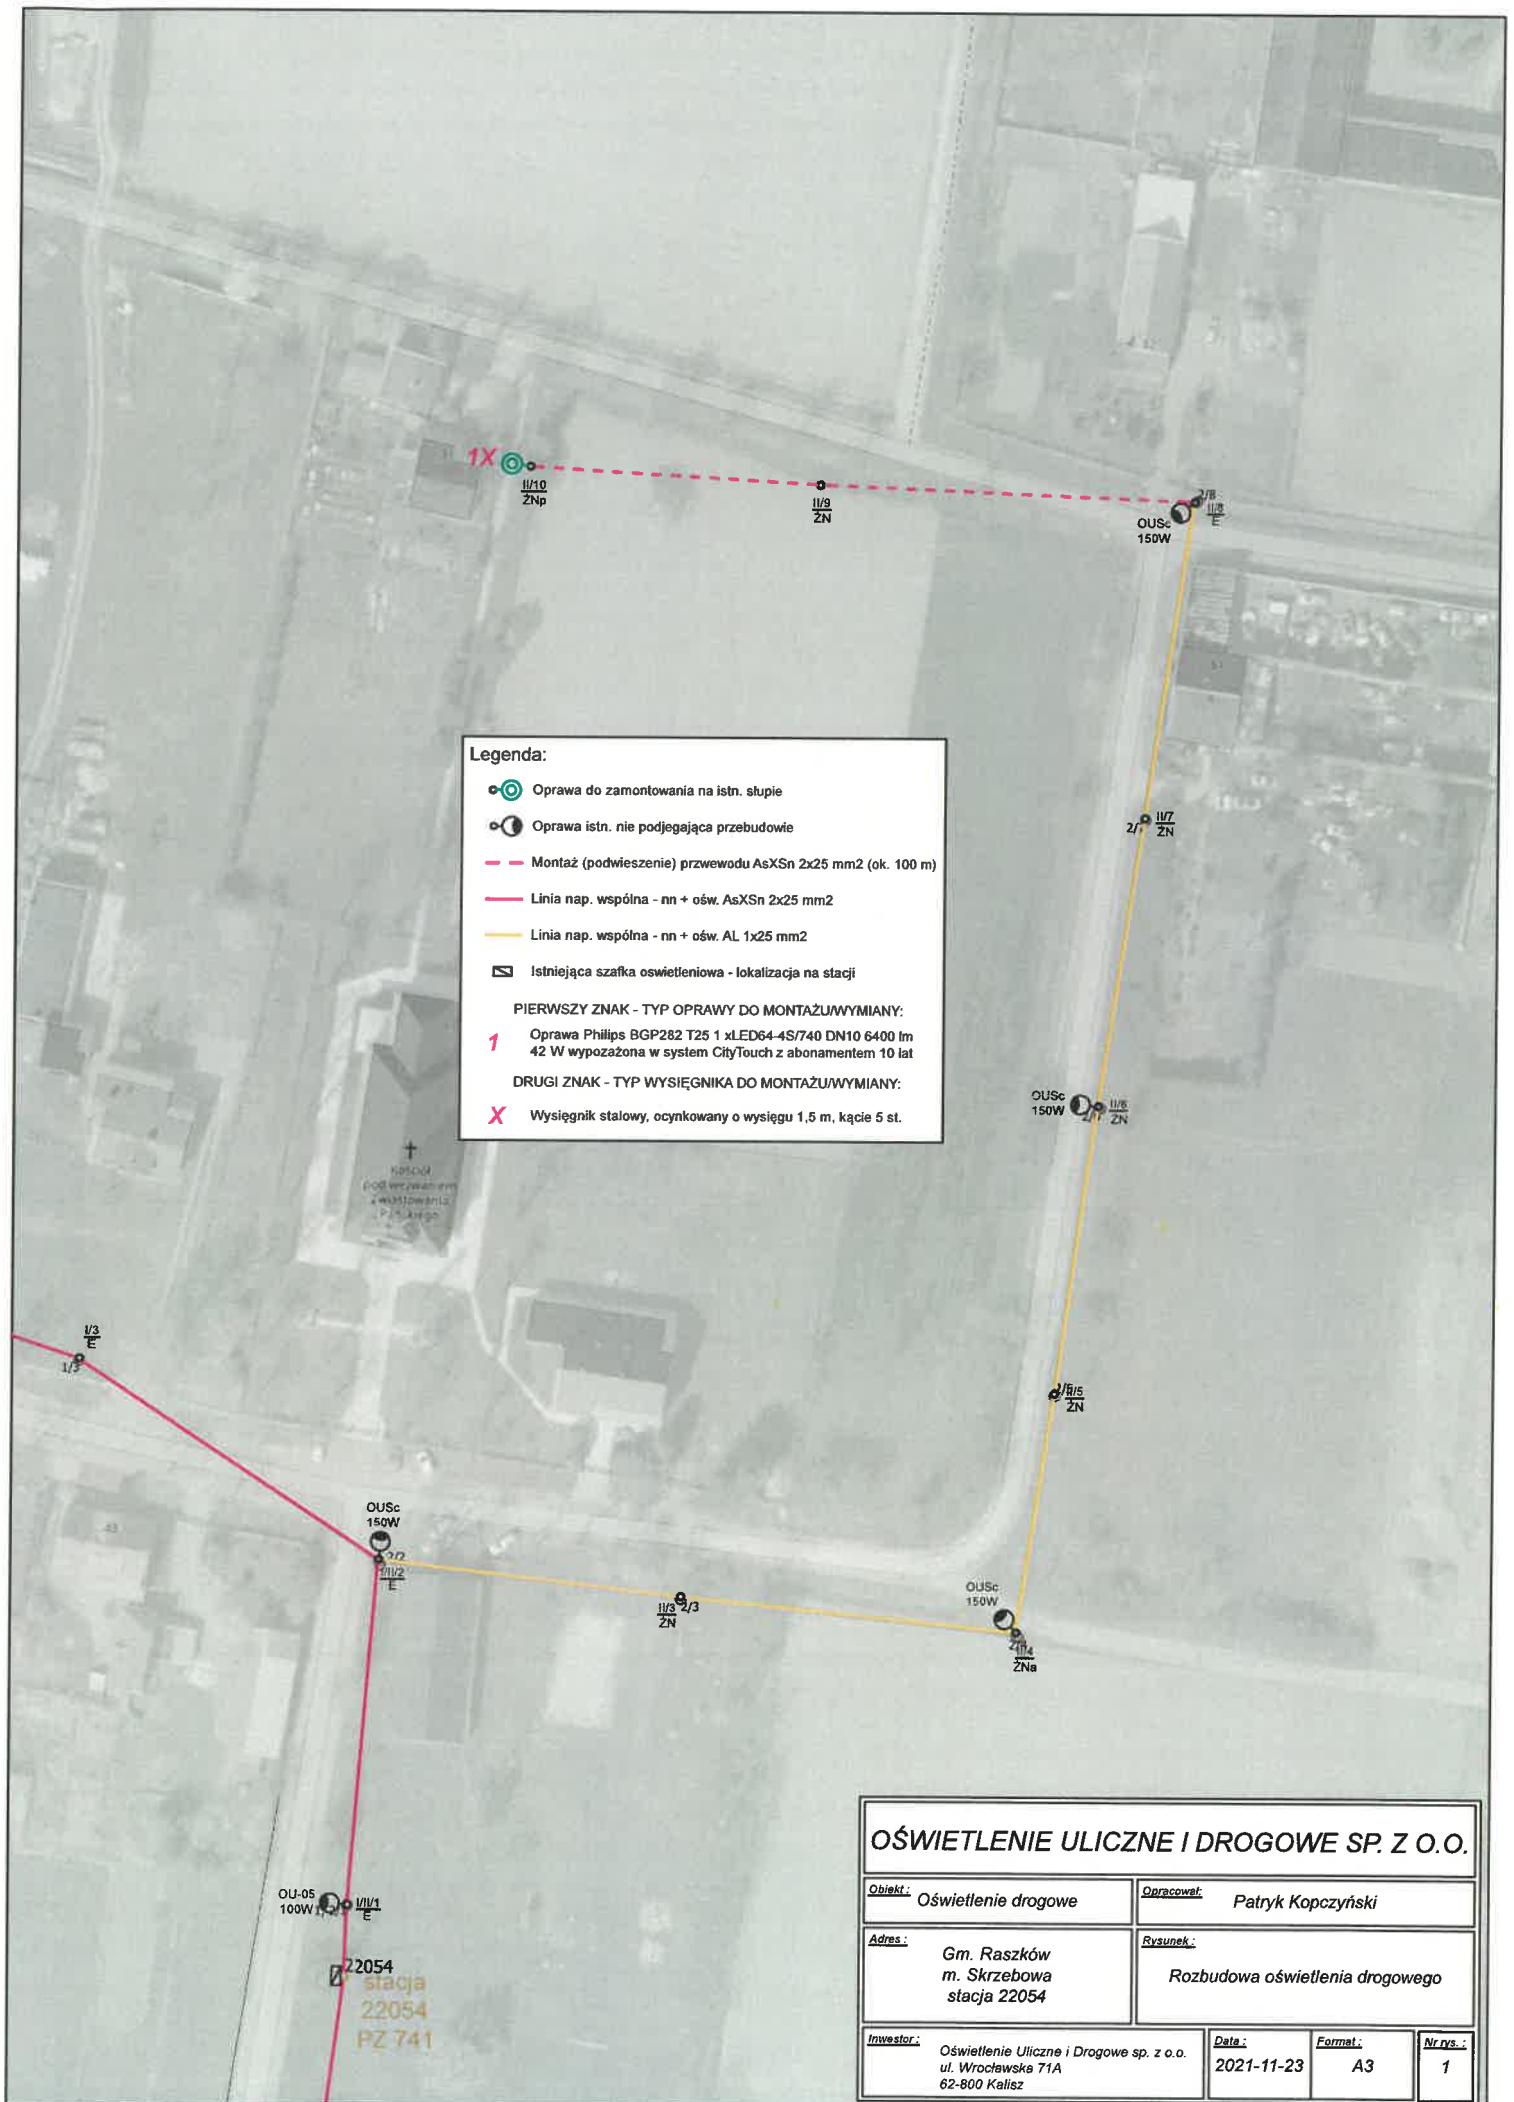 1X
II/10
ŻNp
II/9
ŻN
2/8
II/8
E
OUSc
150W
51
Legenda:
Oprawa do zamontowania na istn. słupie
Oprawa istn. nie podjegająca przebudowie
Montaż (podwieszenie) przwewodu AsXSn 2x25 mm2 (ok. 100 m)
Linia nap. wspólna - nn + ośw. AsXSn 2x25 mm2
Linia nap. wspólna - nn + ośw. AL 1x25 mm2
Istniejąca szafka oswietleniowa - lokalizacja na stacji
PIERWSZY ZNAK - TYP OPRAWY DO MONTAŻU/WYMIANY:
1
Oprawa Philips BGP282 T25 1 xLED64-4S/740 DN10 6400 lm
42 W wypozażona w system CityTouch z abonamentem 10 lat
DRUGI ZNAK - TYP WYSIĘGNIKA DO MONTAŻU/WYMIANY:
X
Wysięgnik stalowy, ocynkowany o wysięgu 1,5 m, kącie 5 st.
II/7
ŻN
OUSc
150W
II/6
ŻN
Kościół
pod wezwaniem
Zwiastowania
Pańskiego
I/3
E
1/3
II/5
ŻN
43
OUSc
150W
2/2
I/II/2
E
II/3
ŻN
2/3
OUSc
150W
II/4
ŻNa
OU-05
100W
I/II/1
E
22054
stacja
22054
PZ 741
OŚWIETLENIE ULICZNE I DROGOWE SP. Z O.O.
Obiekt :
Oświetlenie drogowe
Opracował:
Patryk Kopczyński
Adres :
Gm. Raszków
m. Skrzebowa
stacja 22054
Rysunek :
Rozbudowa oświetlenia drogowego
Inwestor :
Oświetlenie Uliczne i Drogowe sp. z o.o.
ul. Wrocławska 71A
62-800 Kalisz
Data :
2021-11-23
Format :
A3
Nr rys. :
1